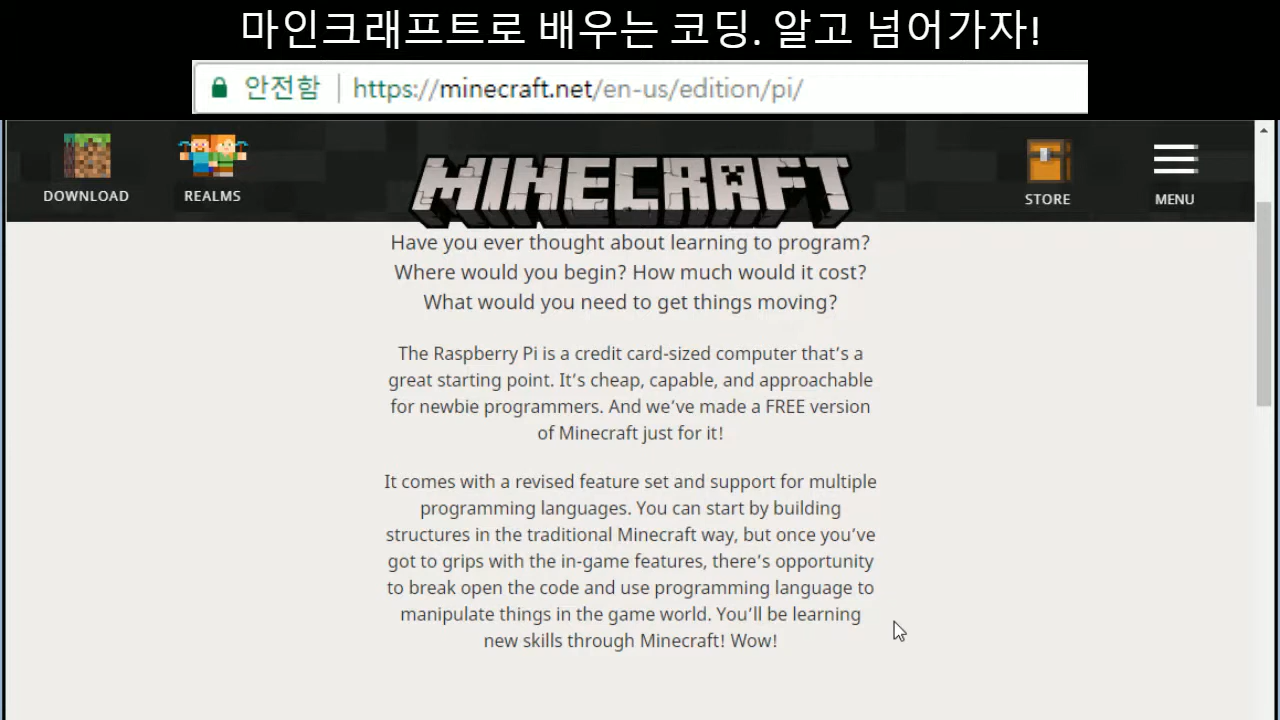 마인크래프트로 배우는 코딩. 알고 넘어가자!
안전함 | https://minecraft.net/en-us/edition/pi/
DOWNLOAD
REALMS
MINECRAFT
STORE
MENU
Have you ever thought about learning to program?
Where would you begin? How much would it cost?
What would you need to get things moving?
The Raspberry Pi is a credit card-sized computer that’s a
great starting point. It’s cheap, capable, and approachable
for newbie programmers. And we’ve made a FREE version
of Minecraft just for it!
It comes with a revised feature set and support for multiple
programming languages. You can start by building
structures in the traditional Minecraft way, but once you’ve
got to grips with the in-game features, there’s opportunity
to break open the code and use programming language to
manipulate things in the game world. You’ll be learning
new skills through Minecraft! Wow!